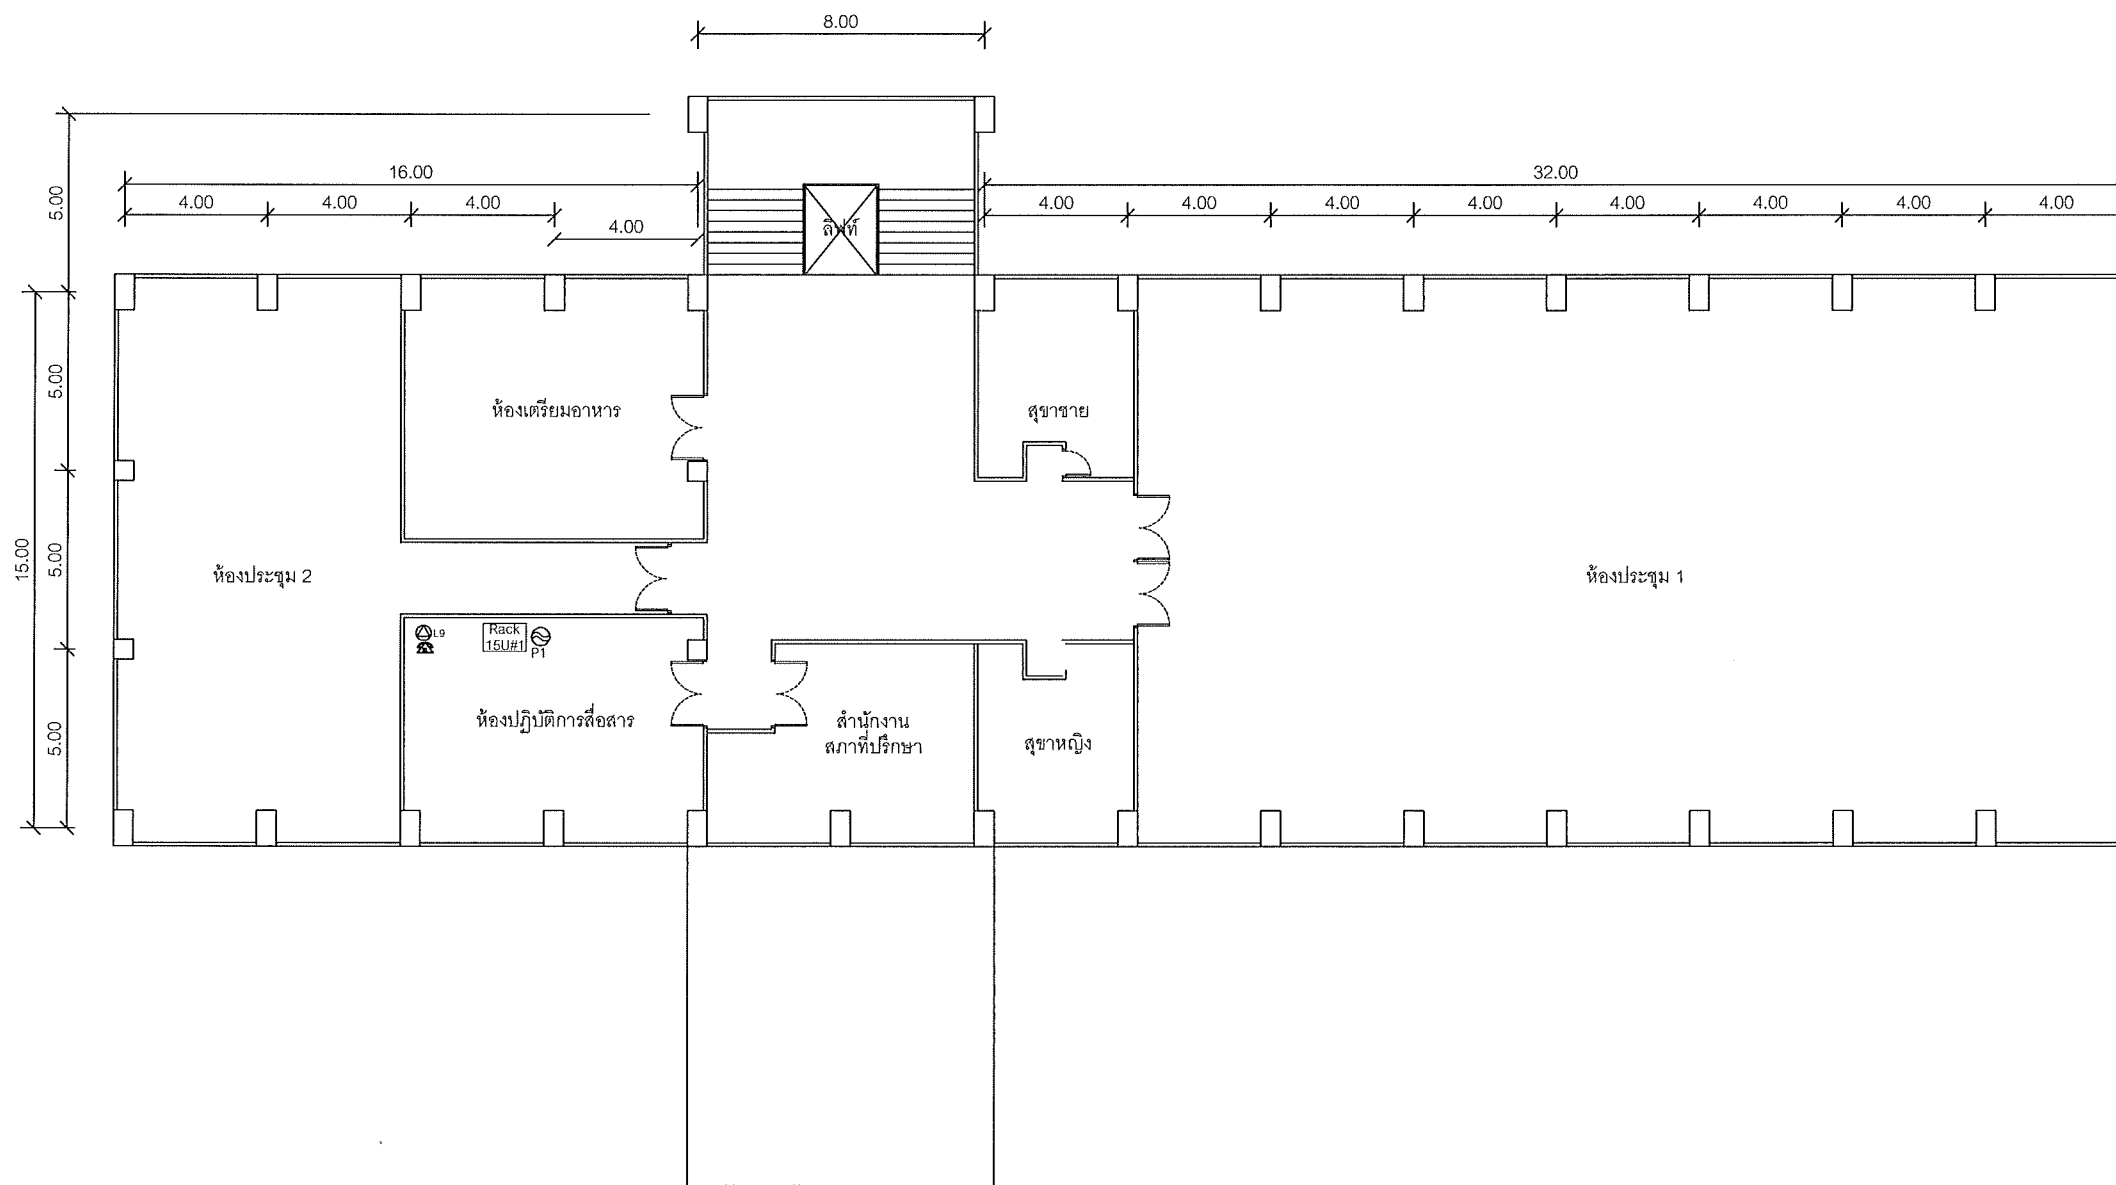 8.00
16.00
32.00
4.00 4.00 4.00 4.00
4.00 4.00 4.00 4.00 4.00 4.00 4.00 4.00
5.00
ลิฟท์
5.00
ห้องเตรียมอาหาร
สุขาชาย
15.00
5.00
ห้องประชุม 2
ห้องประชุม 1
L9
Rack
15U#1
P1
5.00
ห้องปฏิบัติการสื่อสาร
สำนักงาน
สภาที่ปรึกษา
สุขาหญิง